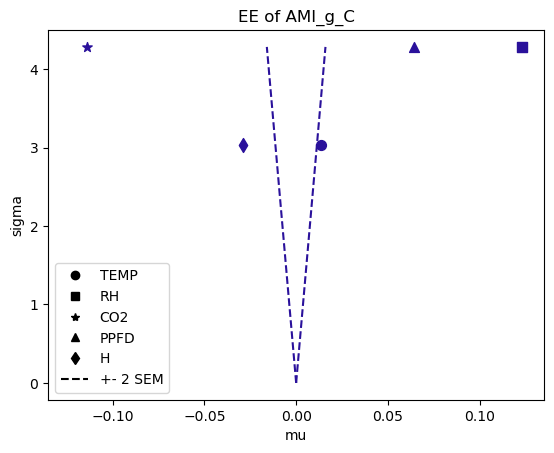 EE of AMI_g_C
4
3
2
1
0
sigma
TEMP
RH
CO2
PPFD
H
+- 2 SEM
−0.10
−0.05
0.00
0.05
0.10
mu